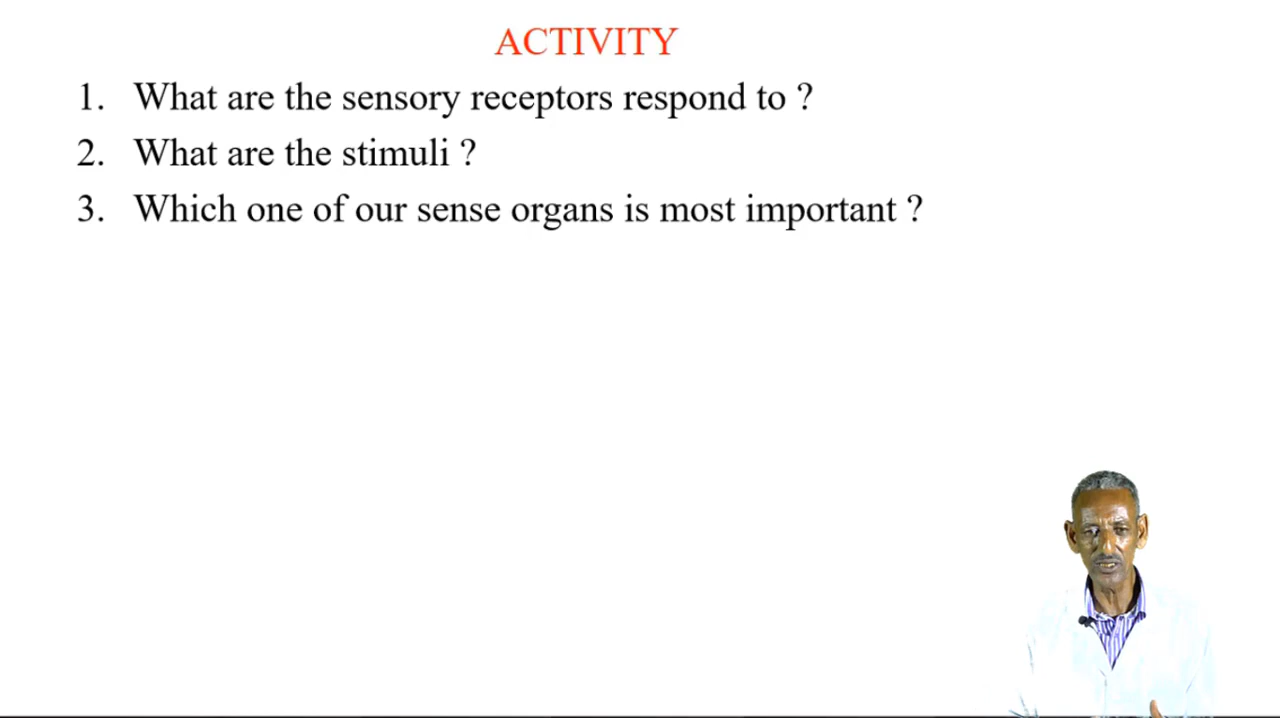 ACTIVITY
1. What are the sensory receptors respond to ?
2. What are the stimuli ?
3. Which one of our sense organs is most important ?